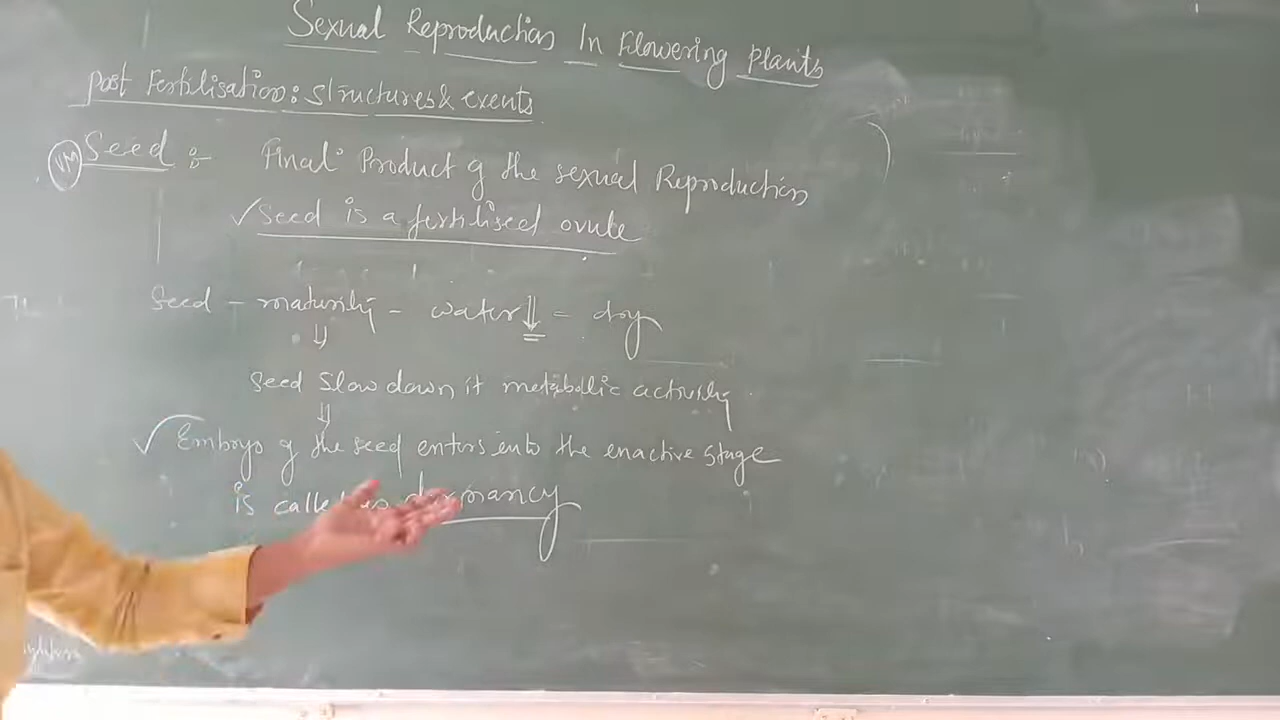 Sexual Reproduction In Flowering Plants
Post Fertilisation: Structures & events
VM Seed :- Final Product of the sexual Reproduction
✓Seed is a fertilised ovule
Seed - maturity - water⇓ = dry
⇓
Seed Slow down it metabollic activity
⇓
✓ Embryo of the seed enters into the enactive stage
is called as dormancy